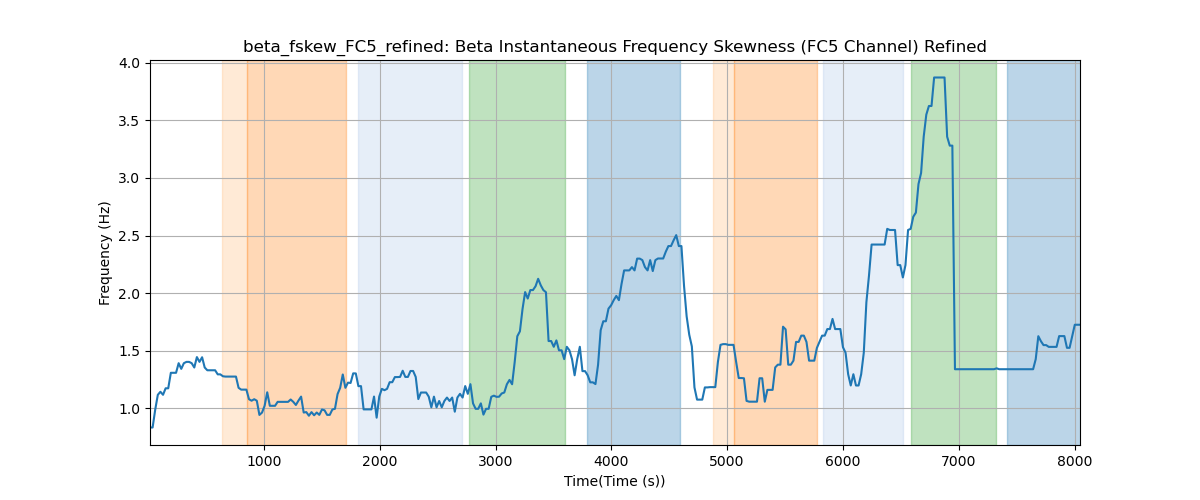 beta_fskew_FC5_refined: Beta Instantaneous Frequency Skewness (FC5 Channel) Refined
4.0
3.5
3.0
2.5
2.0
1.5
1.0
Frequency (Hz)
1000 2000 3000 4000 5000 6000 7000 8000
Time(Time (s))